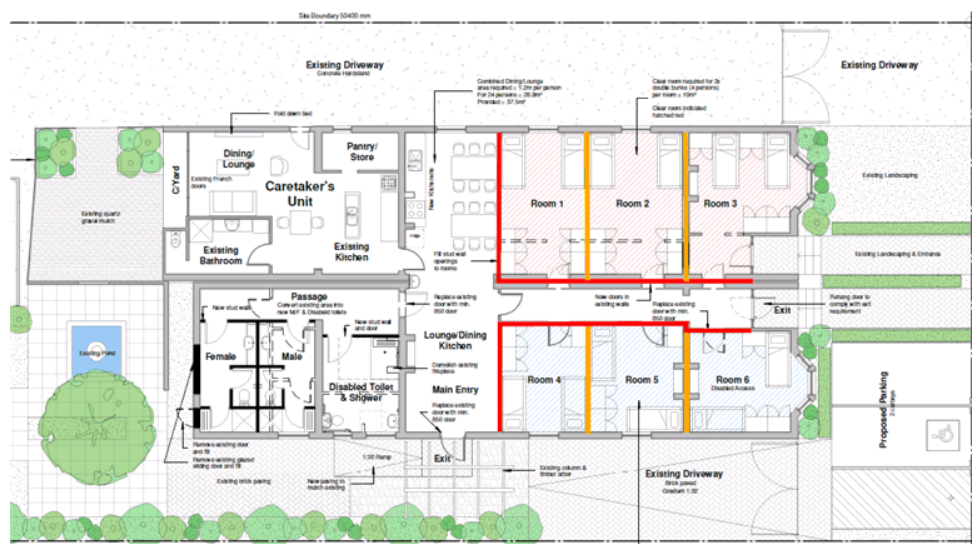 Site Boundary 50400 mm
Existing Driveway
Concrete Hardstand
Combined Dining/Lounge
area required = 1.2m per person
For 24 persons = 28.8m²
Provided = 37.5m²
Clear room required for 2x
double bunks (4 persons)
per room = 10m²
Clear room indicated
hatched red
Existing Driveway
Fold down bed
Dining/
Lounge
Pantry/
Store
C/Yard
Existing French
doors
Caretaker's
Unit
New Kitchenette
Existing Landscaping
Room 1
Room 2
Room 3
Existing quartz
gravel mulch
Existing
Bathroom
Existing
Kitchen
Fill stud wall
openings
to rooms
Existing Landscaping & Entrance
Passage
Convert existing area into
new M/F & Disabeld toilets
New stud walls
New stud wall
and door
Replace existing
door with min.
850 door
New doors in
existing walls
Replace existing
door with min.
850 door
Exit
comply with exit
requirement
Existing Pond
Female
Male
Lounge/Dining
Kitchen
Demolish existing
fireplace
Disabled Toilet
& Shower
Main Entry
Room 4
Room 5
Room 6
Disabled Access
Replace existing
door with min.
850 door
Proposed Parking
Remove existing door
and fill
Remove existing glazed
sliding door and fill
1:20 Ramp
Exit
Existing brick paving
New paving to
match existing
Existing column &
timber arbor
Existing Driveway
Brick paved
Gradient 1:32